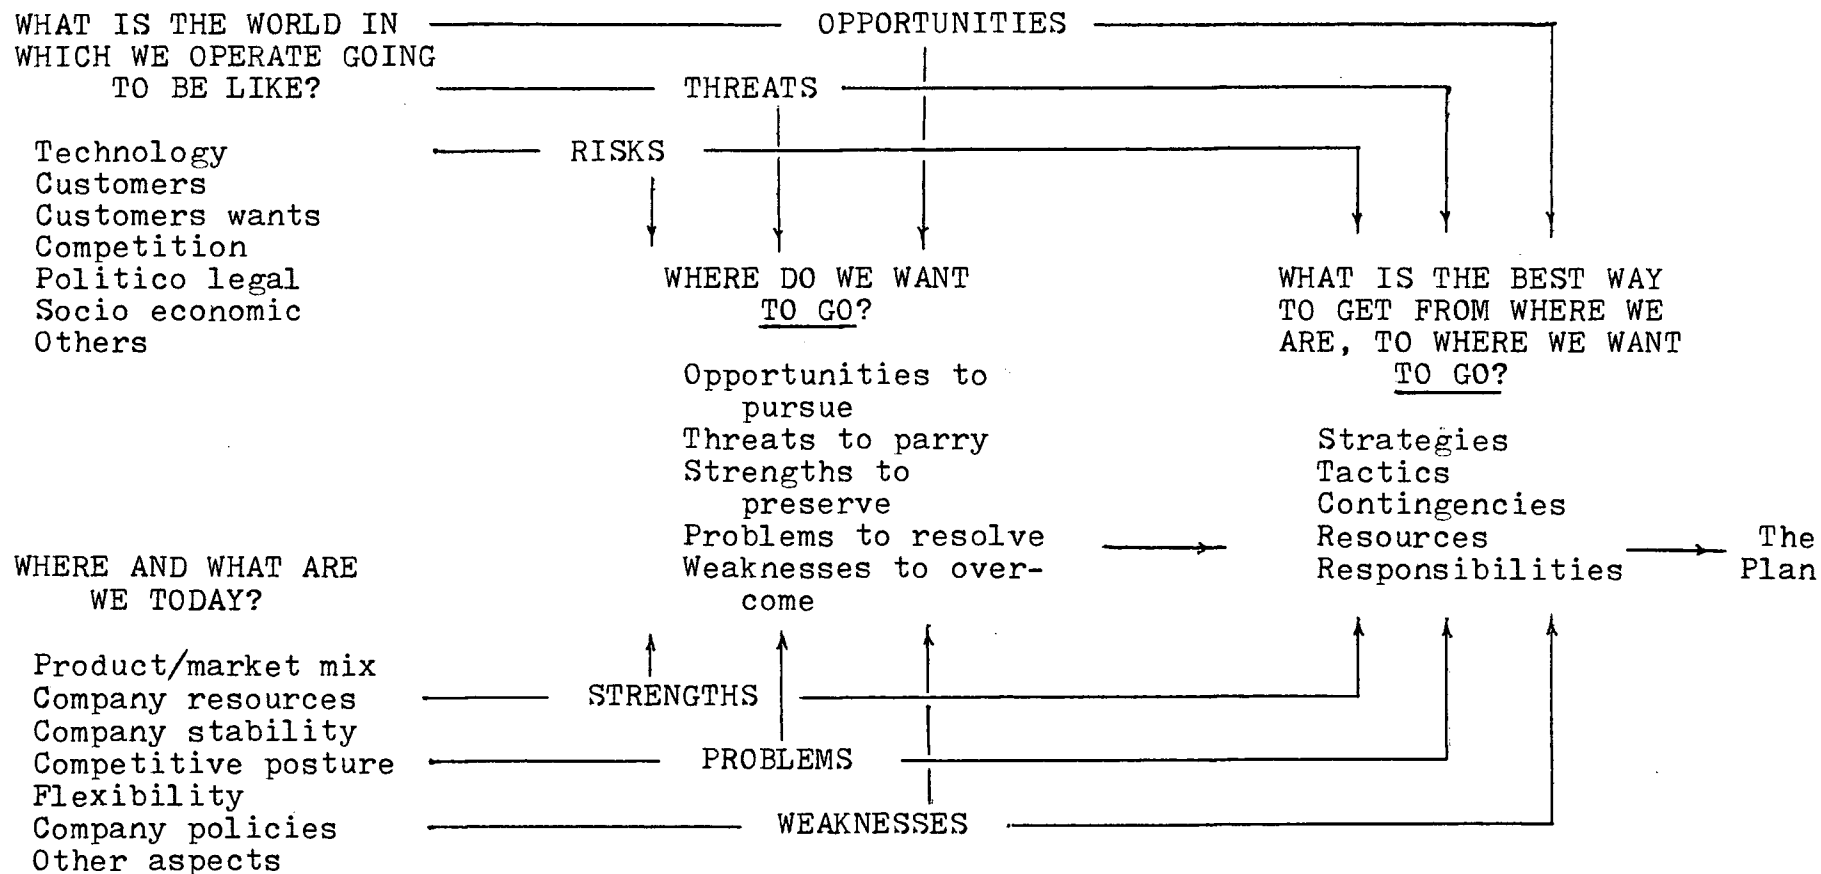 WHAT IS THE WORLD IN
WHICH WE OPERATE GOING
TO BE LIKE?
OPPORTUNITIES
THREATS
RISKS
Technology
Customers
Customers wants
Competition
Politico legal
Socio economic
Others
WHERE DO WE WANT
TO GO?
Opportunities to
pursue
Threats to parry
Strengths to
preserve
Problems to resolve
Weaknesses to over-
come
WHAT IS THE BEST WAY
TO GET FROM WHERE WE
ARE, TO WHERE WE WANT
TO GO?
Strategies
Tactics
Contingencies
Resources
Responsibilities
The
Plan
WHERE AND WHAT ARE
WE TODAY?
Product/market mix
Company resources
Company stability
Competitive posture
Flexibility
Company policies
Other aspects
STRENGTHS
PROBLEMS
WEAKNESSES